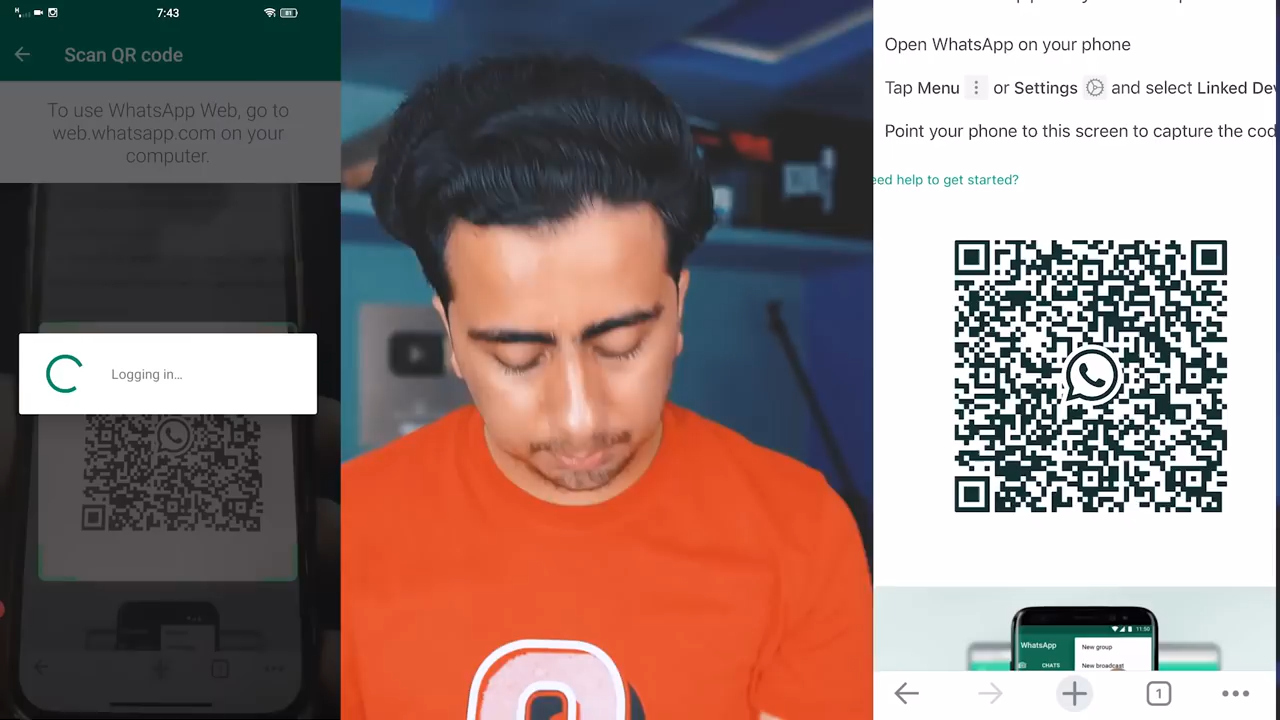 7:43
Scan QR code
To use WhatsApp Web, go to
web.whatsapp.com on your
computer.
Logging in...
Open WhatsApp on your phone
Tap Menu or Settings and select Linked Dev
Point your phone to this screen to capture the cod
eed help to get started?
11:50
WhatsApp
New group
CHATS
New broadcast
1